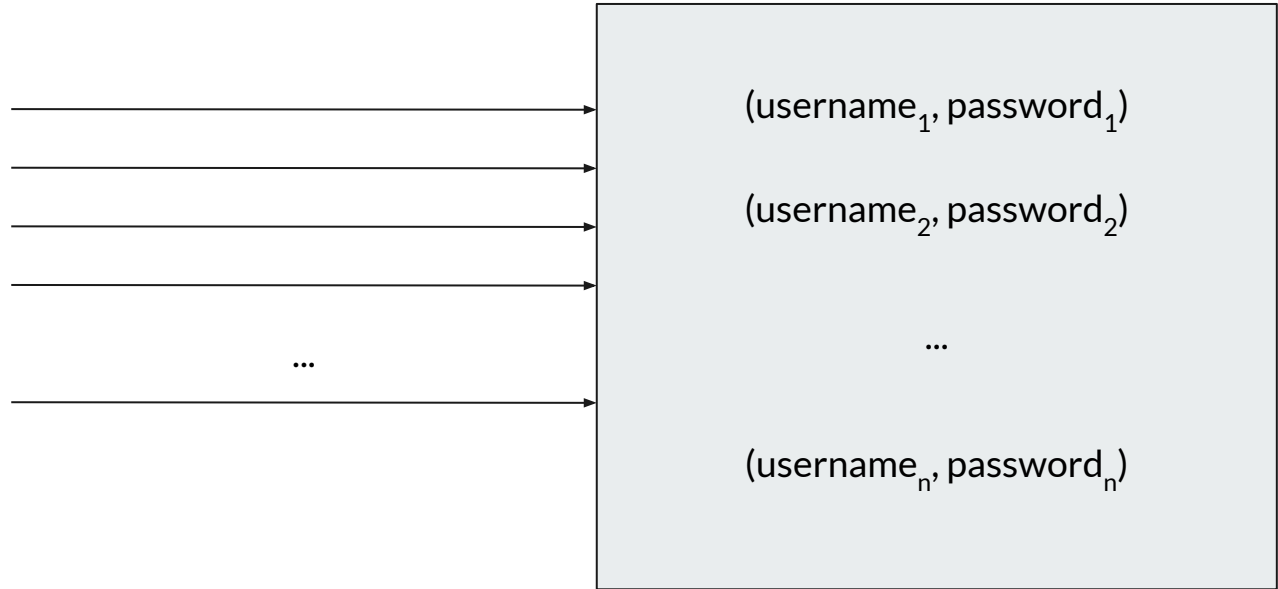 (username₁, password₁)
(username₂, password₂)
...
...
(usernameₙ, passwordₙ)